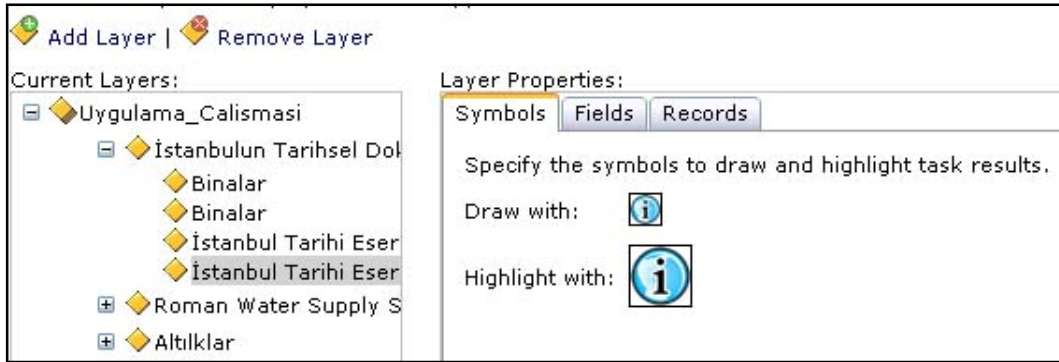 Add Layer | Remove Layer
Current Layers:
Uygulama_Calismasi
İstanbulun Tarihsel Dol
Binalar
Binalar
İstanbul Tarihi Eser
İstanbul Tarihi Eser
Roman Water Supply S
Altılklar
Layer Properties:
Symbols Fields Records
Specify the symbols to draw and highlight task results.
Draw with:
Highlight with: